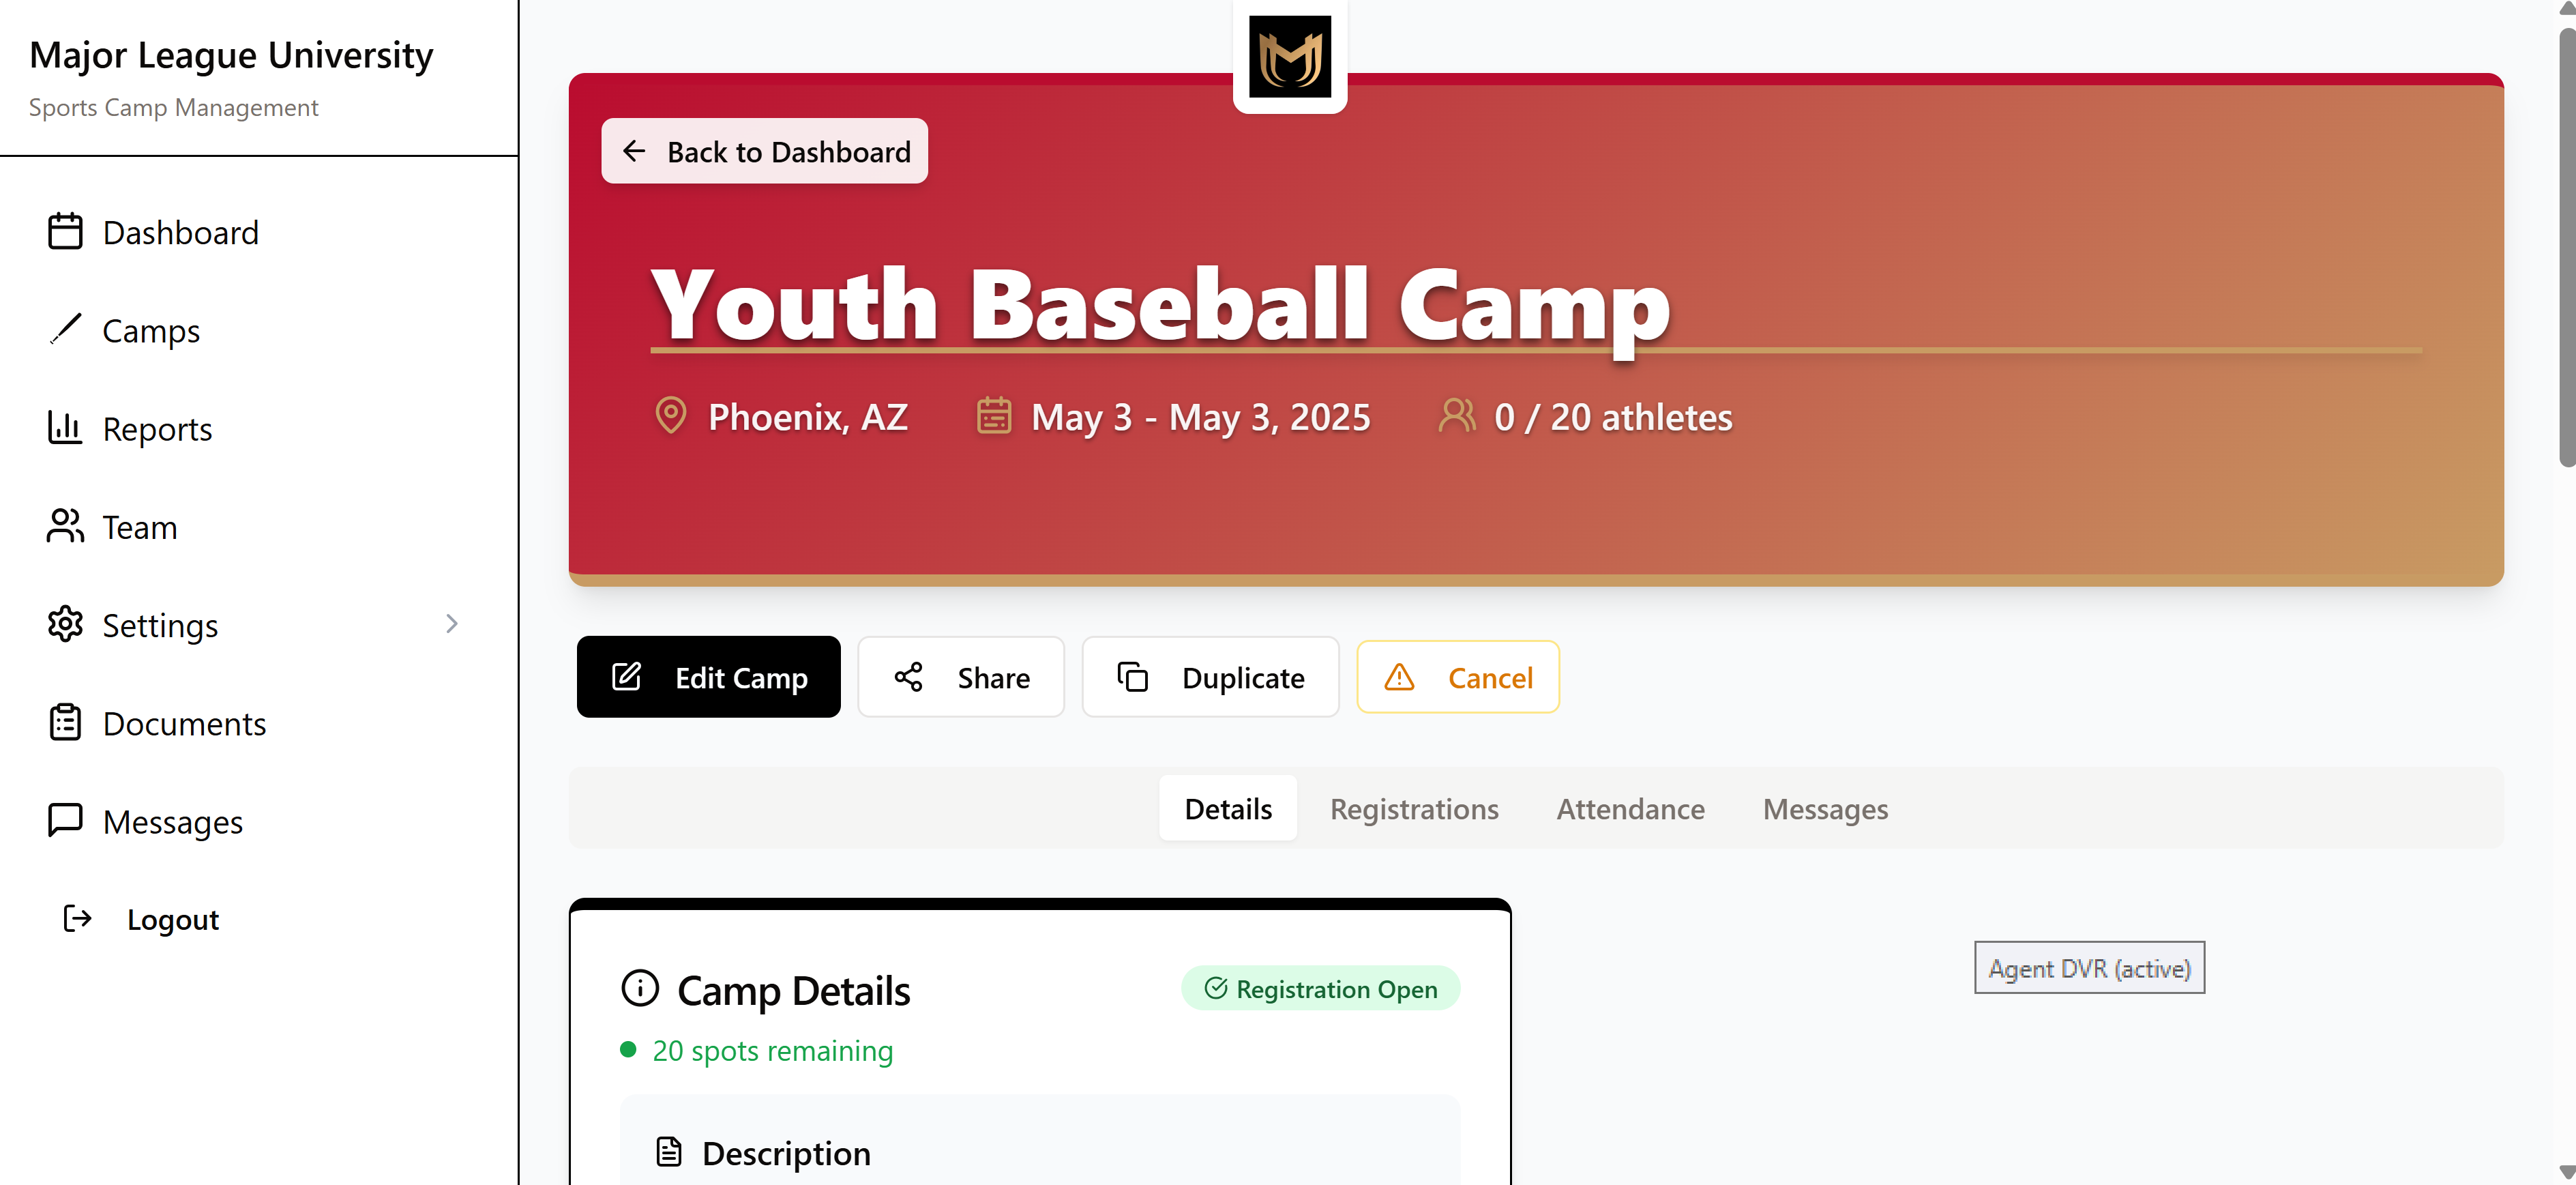 Major League University
Sports Camp Management
Dashboard
Camps
Reports
Team
Settings
Documents
Messages
Logout
Back to Dashboard
Youth Baseball Camp
Phoenix, AZ
May 3 - May 3, 2025
0 / 20 athletes
Edit Camp
Share
Duplicate
Cancel
Details
Registrations
Attendance
Messages
Camp Details
Registration Open
20 spots remaining
Agent DVR (active)
Description